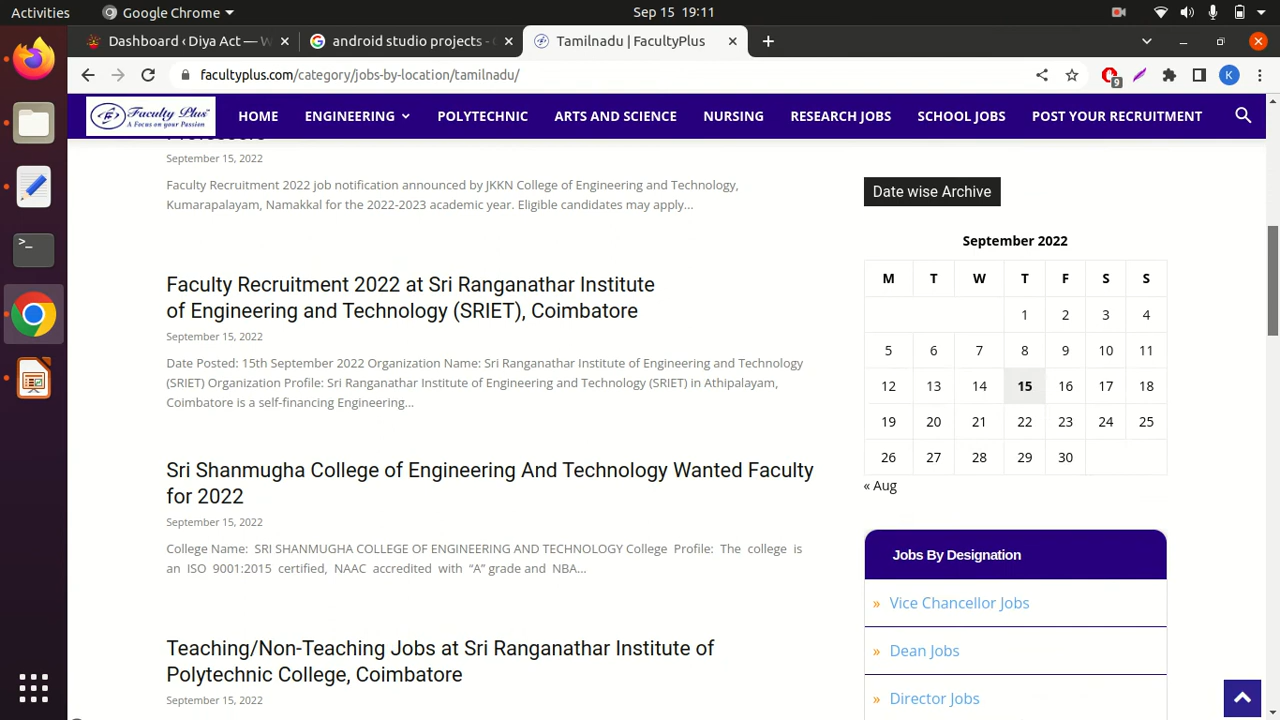 Activities
Google Chrome
Sep 15 19:11
Dashboard ‹ Diya Act — W
android studio projects - G
Tamilnadu | FacultyPlus
facultyplus.com/category/jobs-by-location/tamilnadu/
9
K
Faculty Plus
A Focus on your Passion
HOME
ENGINEERING
POLYTECHNIC
ARTS AND SCIENCE
NURSING
RESEARCH JOBS
SCHOOL JOBS
POST YOUR RECRUITMENT
September 15, 2022
Faculty Recruitment 2022 job notification announced by JKKN College of Engineering and Technology,
Kumarapalayam, Namakkal for the 2022-2023 academic year. Eligible candidates may apply...
Faculty Recruitment 2022 at Sri Ranganathar Institute
of Engineering and Technology (SRIET), Coimbatore
September 15, 2022
Date Posted: 15th September 2022 Organization Name: Sri Ranganathar Institute of Engineering and Technology
(SRIET) Organization Profile: Sri Ranganathar Institute of Engineering and Technology (SRIET) in Athipalayam,
Coimbatore is a self-financing Engineering...
Sri Shanmugha College of Engineering And Technology Wanted Faculty
for 2022
September 15, 2022
College Name: SRI SHANMUGHA COLLEGE OF ENGINEERING AND TECHNOLOGY College Profile: The college is
an ISO 9001:2015 certified, NAAC accredited with “A” grade and NBA...
Teaching/Non-Teaching Jobs at Sri Ranganathar Institute of
Polytechnic College, Coimbatore
September 15, 2022
Date wise Archive
September 2022
M T W T F S S
1 2 3 4
5 6 7 8 9 10 11
12 13 14 15 16 17 18
19 20 21 22 23 24 25
26 27 28 29 30
« Aug
Jobs By Designation
» Vice Chancellor Jobs
» Dean Jobs
» Director Jobs